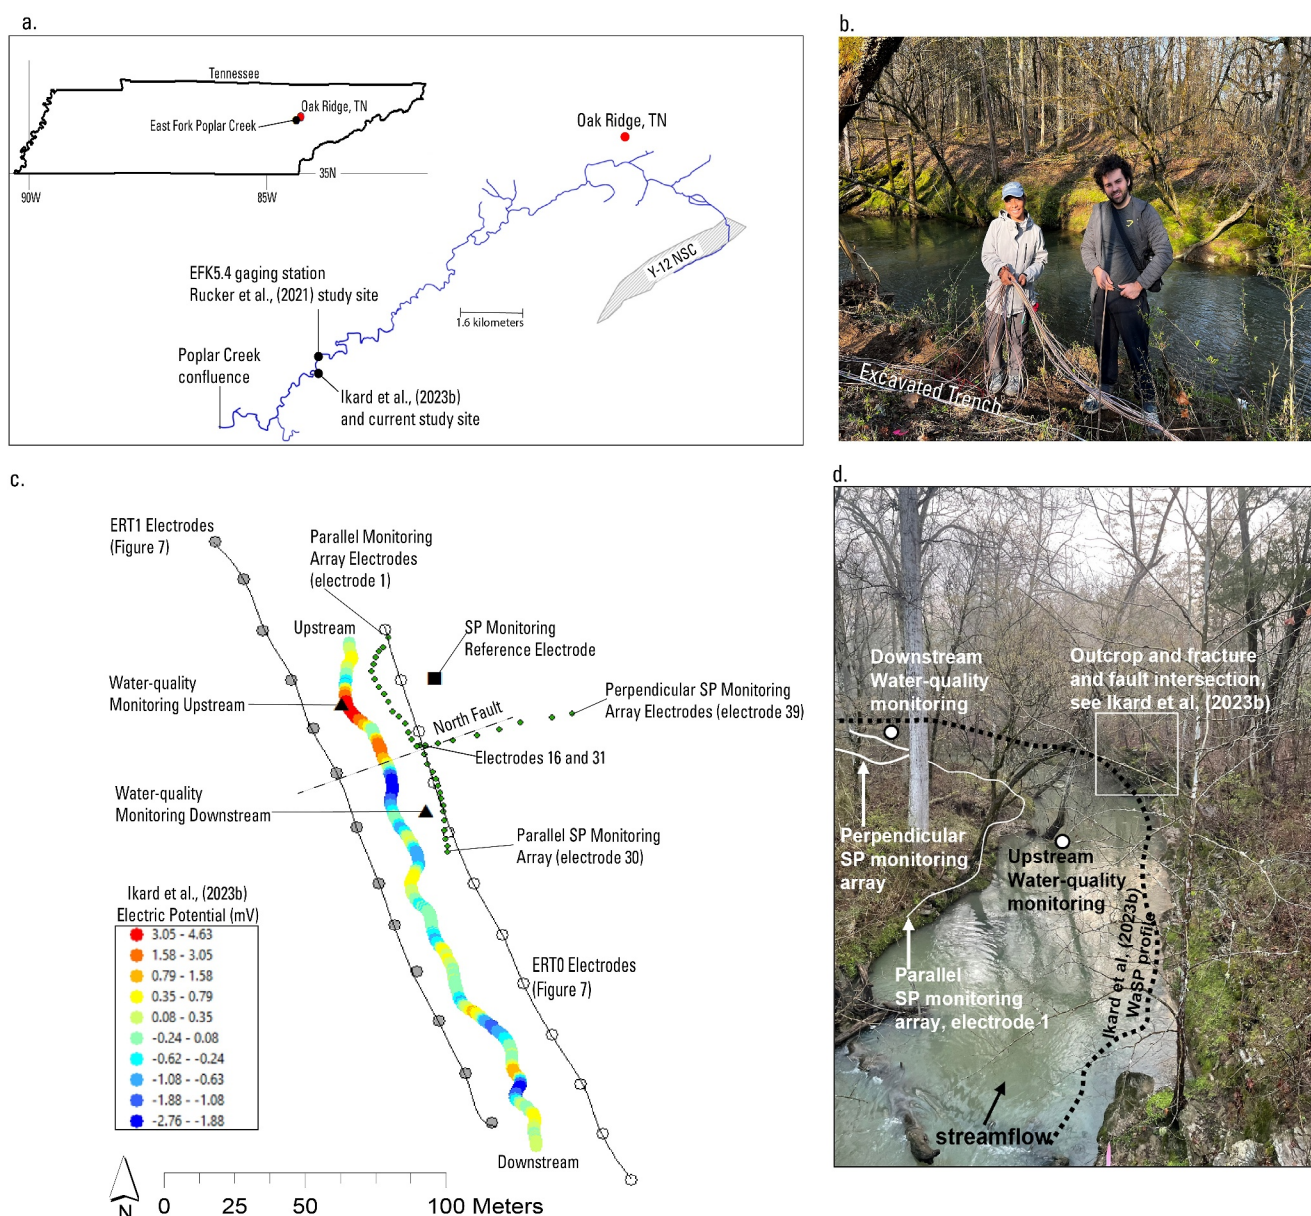 a.
Tennessee
Oak Ridge, TN
East Fork Poplar Creek
35N
90W
85W
Oak Ridge, TN
Y-12 NSC
EFK5.4 gaging station
Rucker et al., (2021) study site
1.6 kilometers
Poplar Creek
confluence
Ikard et al., (2023b)
and current study site
b.
Excavated Trench
c.
ERT1 Electrodes
(Figure 7)
Parallel Monitoring
Array Electrodes
(electrode 1)
Upstream
SP Monitoring
Reference Electrode
Water-quality
Monitoring Upstream
North Fault
Perpendicular SP Monitoring
Array Electrodes (electrode 39)
Electrodes 16 and 31
Water-quality
Monitoring Downstream
Parallel SP Monitoring
Array (electrode 30)
Ikard et al., (2023b)
Electric Potential (mV)
3.05 - 4.63
1.58 - 3.05
0.79 - 1.58
0.35 - 0.79
0.08 - 0.35
-0.24 - 0.08
-0.62 - -0.24
-1.08 - -0.63
-1.88 - -1.08
-2.76 - -1.88
ERT0 Electrodes
(Figure 7)
Downstream
N
0 25 50 100 Meters
d.
Downstream
Water-quality
monitoring
Outcrop and fracture
and fault intersection,
see Ikard et al, (2023b)
Perpendicular
SP monitoring
array
Upstream
Water-quality
monitoring
Ikard et al, (2023b)
WaSP profile
Parallel
SP monitoring
array, electrode 1
streamflow